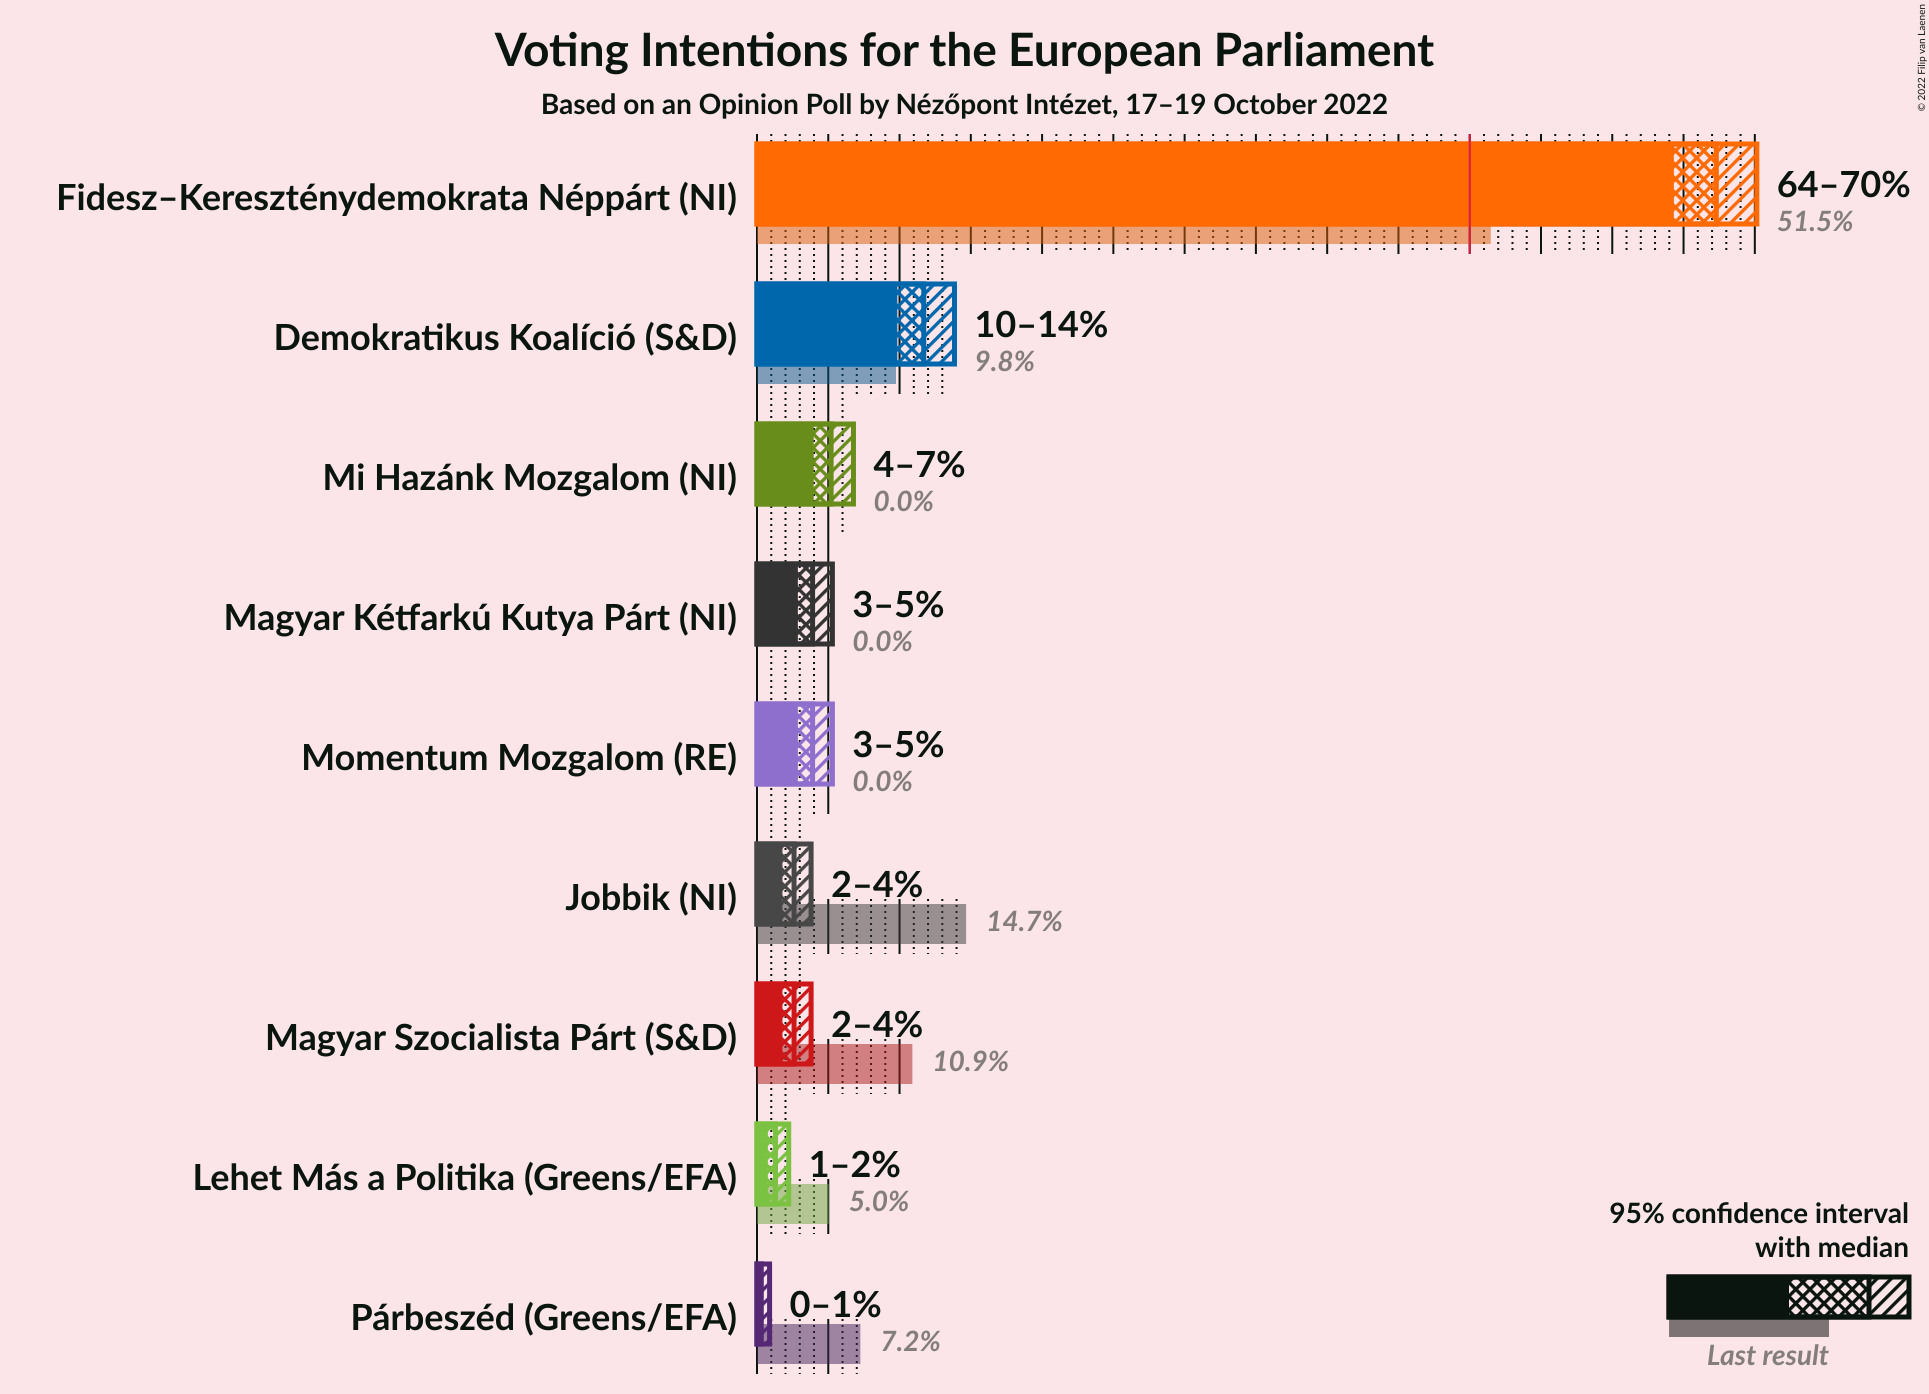 Voting Intentions for the European Parliament
Based on an Opinion Poll by Nézőpont Intézet, 17–19 October 2022
© 2022 Filip van Laenen
Fidesz–Kereszténydemokrata Néppárt (NI)
64–70%
51.5%
Demokratikus Koalíció (S&D)
10–14%
9.8%
Mi Hazánk Mozgalom (NI)
4–7%
0.0%
Magyar Kétfarkú Kutya Párt (NI)
3–5%
0.0%
Momentum Mozgalom (RE)
3–5%
0.0%
Jobbik (NI)
2–4%
14.7%
Magyar Szocialista Párt (S&D)
2–4%
10.9%
Lehet Más a Politika (Greens/EFA)
1–2%
5.0%
Párbeszéd (Greens/EFA)
0–1%
7.2%
95% confidence interval
with median
Last result